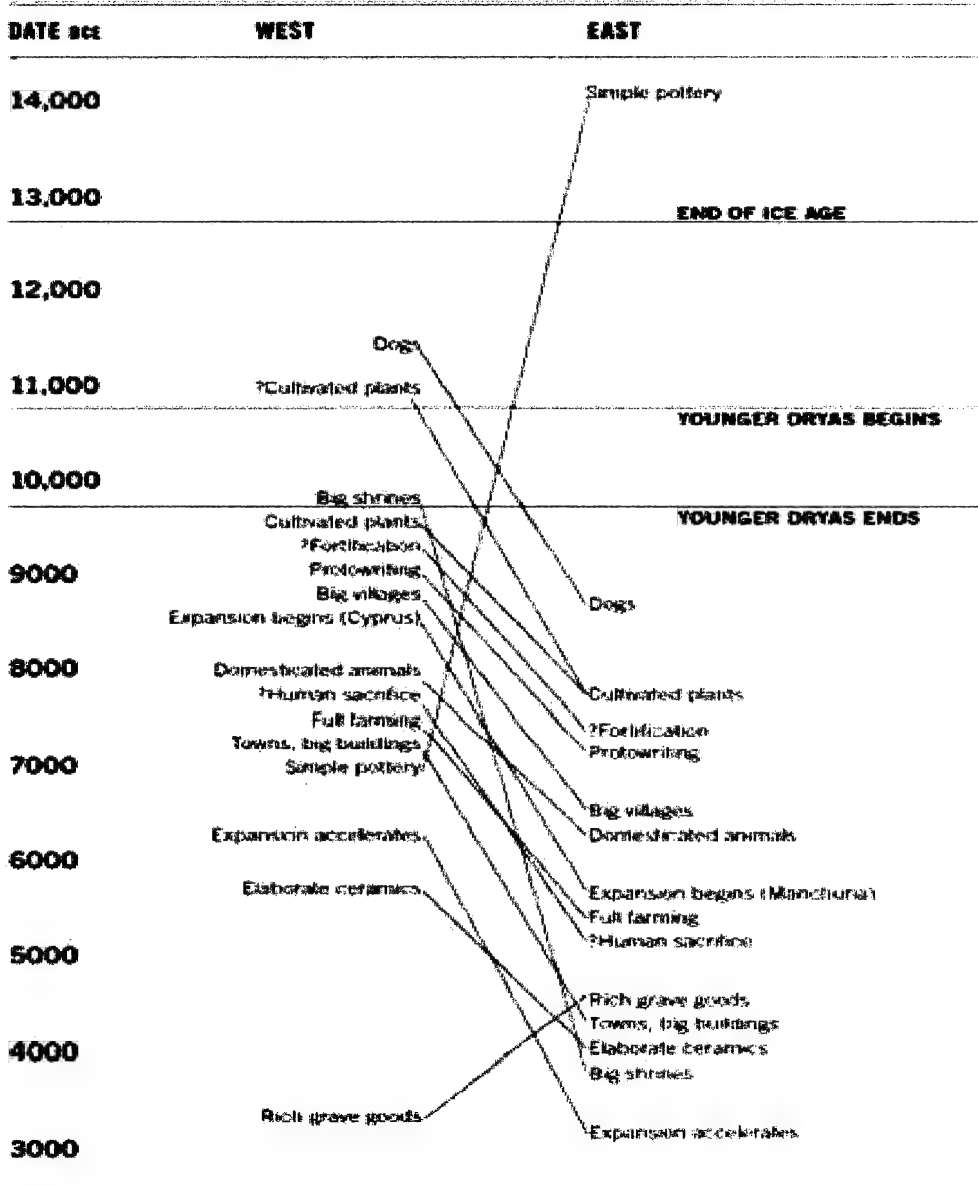 DATE BCE WEST EAST
14,000 Simple pottery
13,000
END OF ICE AGE
12,000
Dogs
11,000 ?Cultivated plants
YOUNGER DRYAS BEGINS
10,000
Big shrines
YOUNGER DRYAS ENDS
Cultivated plants
?Fortification
9000 Protowriting
Big villages
Dogs
Expansion begins (Cyprus)
8000 Domesticated animals
?Human sacrifice Cultivated plants
Full farming
?Fortification
Towns, big buildings
Protowriting
7000 Simple pottery
Big villages
Expansion accelerates Domesticated animals
6000
Elaborate ceramics Expansion begins (Manchuria)
Full farming
?Human sacrifice
5000
Rich grave goods
Towns, big buildings
4000 Elaborate ceramics
Big shrines
Rich grave goods
Expansion accelerates
3000